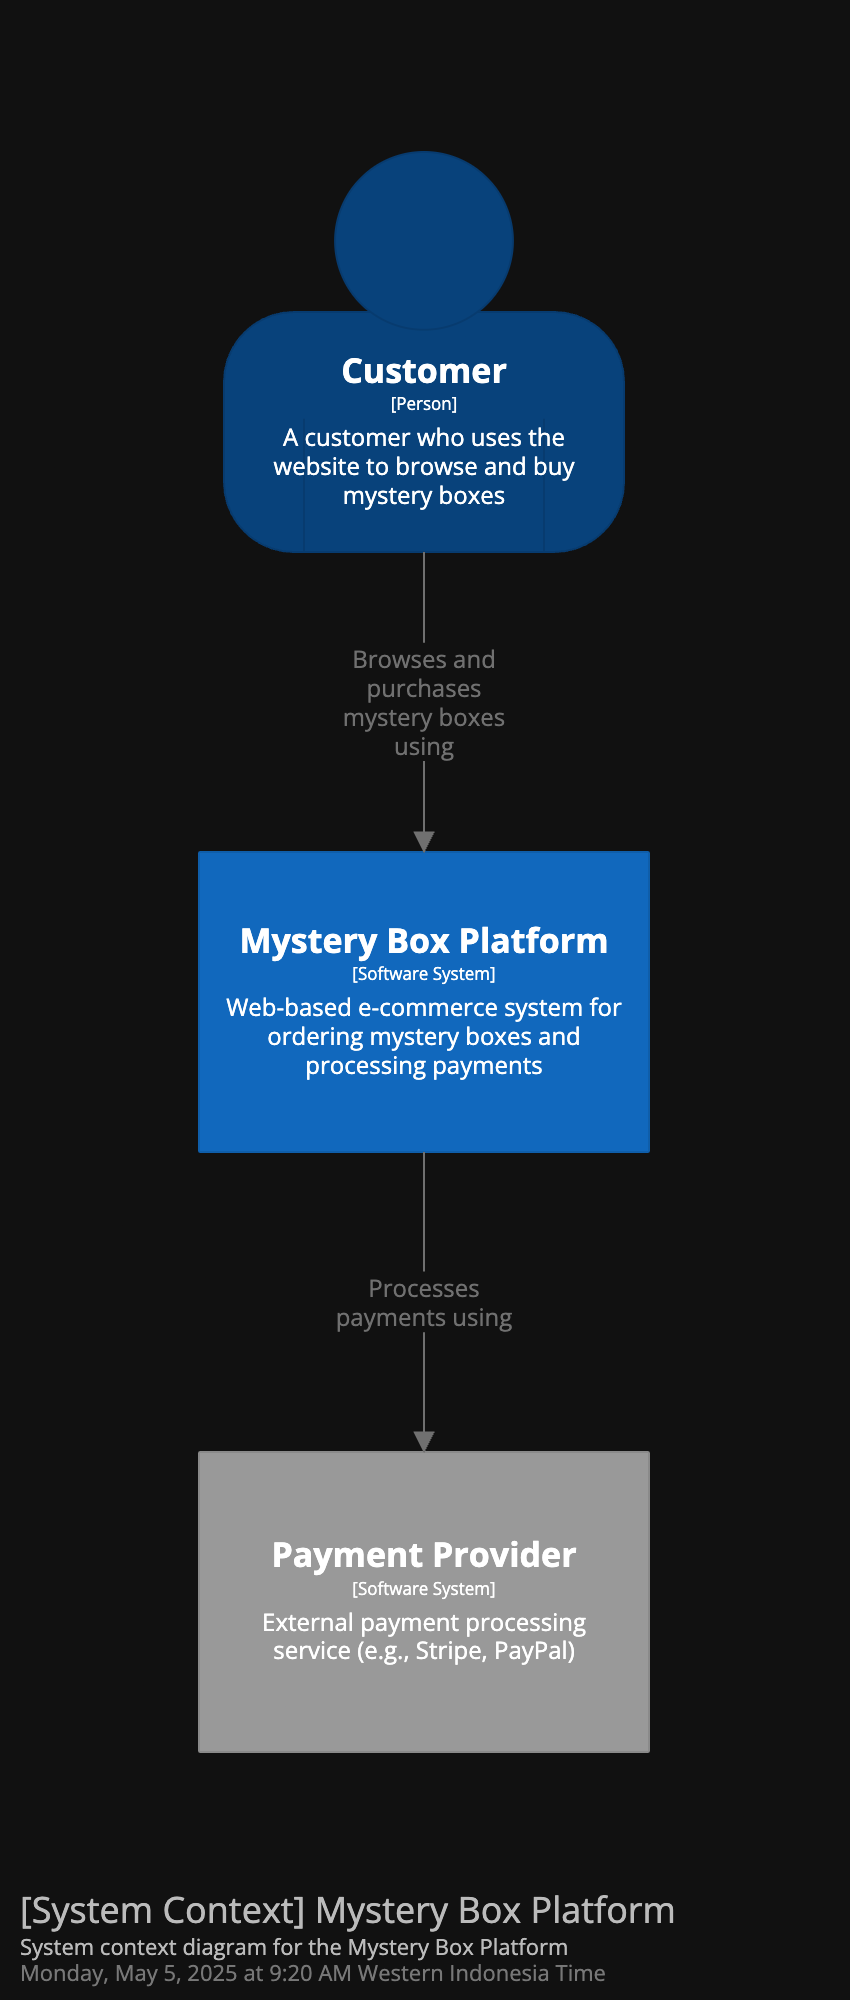 Customer
[Person]
A customer who uses the
website to browse and buy
mystery boxes
Browses and
purchases
mystery boxes
using
Mystery Box Platform
[Software System]
Web-based e-commerce system for
ordering mystery boxes and
processing payments
Processes
payments using
Payment Provider
[Software System]
External payment processing
service (e.g., Stripe, PayPal)
[System Context] Mystery Box Platform
System context diagram for the Mystery Box Platform
Monday, May 5, 2025 at 9:20 AM Western Indonesia Time